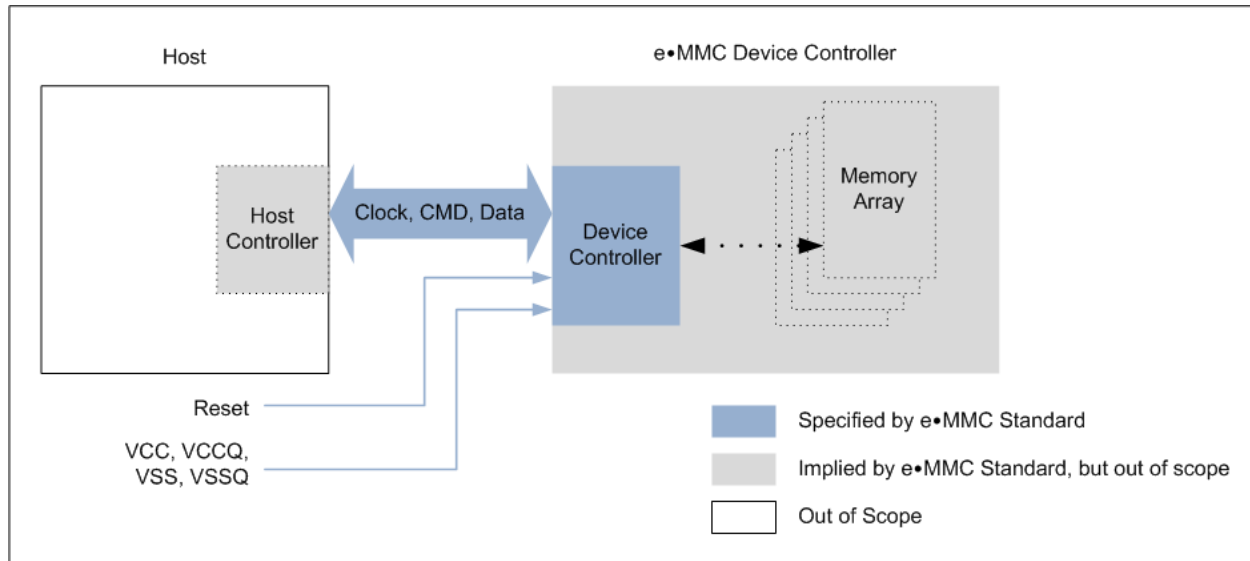 Host
e•MMC Device Controller
Memory
Array
Host
Controller
Clock, CMD, Data
Device
Controller
Reset
VCC, VCCQ,
VSS, VSSQ
Specified by e•MMC Standard
Implied by e•MMC Standard, but out of scope
Out of Scope